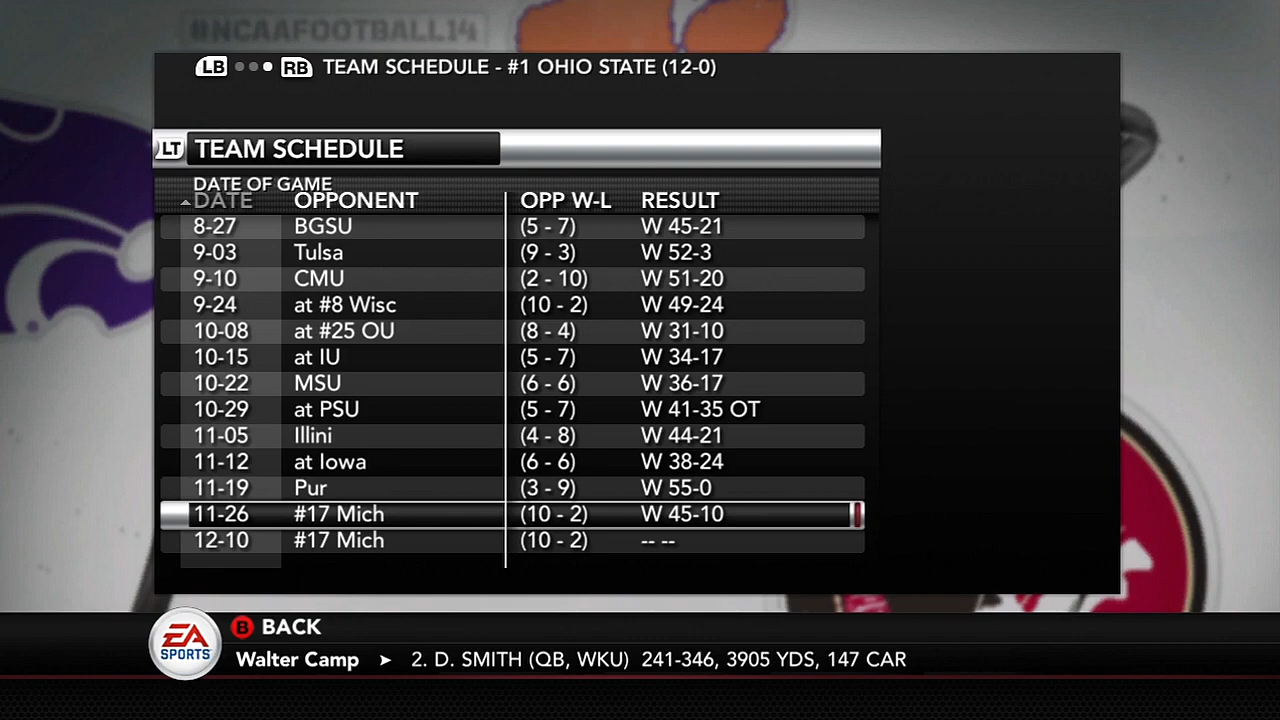 #NCAAFOOTBALL14
LB RB TEAM SCHEDULE - #1 OHIO STATE (12-0)
LT TEAM SCHEDULE
DATE OF GAME
DATE OPPONENT OPP W-L RESULT
8-27 BGSU (5 - 7) W 45-21
9-03 Tulsa (9 - 3) W 52-3
9-10 CMU (2 - 10) W 51-20
9-24 at #8 Wisc (10 - 2) W 49-24
10-08 at #25 OU (8 - 4) W 31-10
10-15 at IU (5 - 7) W 34-17
10-22 MSU (6 - 6) W 36-17
10-29 at PSU (5 - 7) W 41-35 OT
11-05 Illini (4 - 8) W 44-21
11-12 at Iowa (6 - 6) W 38-24
11-19 Pur (3 - 9) W 55-0
11-26 #17 Mich (10 - 2) W 45-10
12-10 #17 Mich (10 - 2) -- --
EA SPORTS
B BACK
Walter Camp ➤ 2. D. SMITH (QB, WKU) 241-346, 3905 YDS, 147 CAR